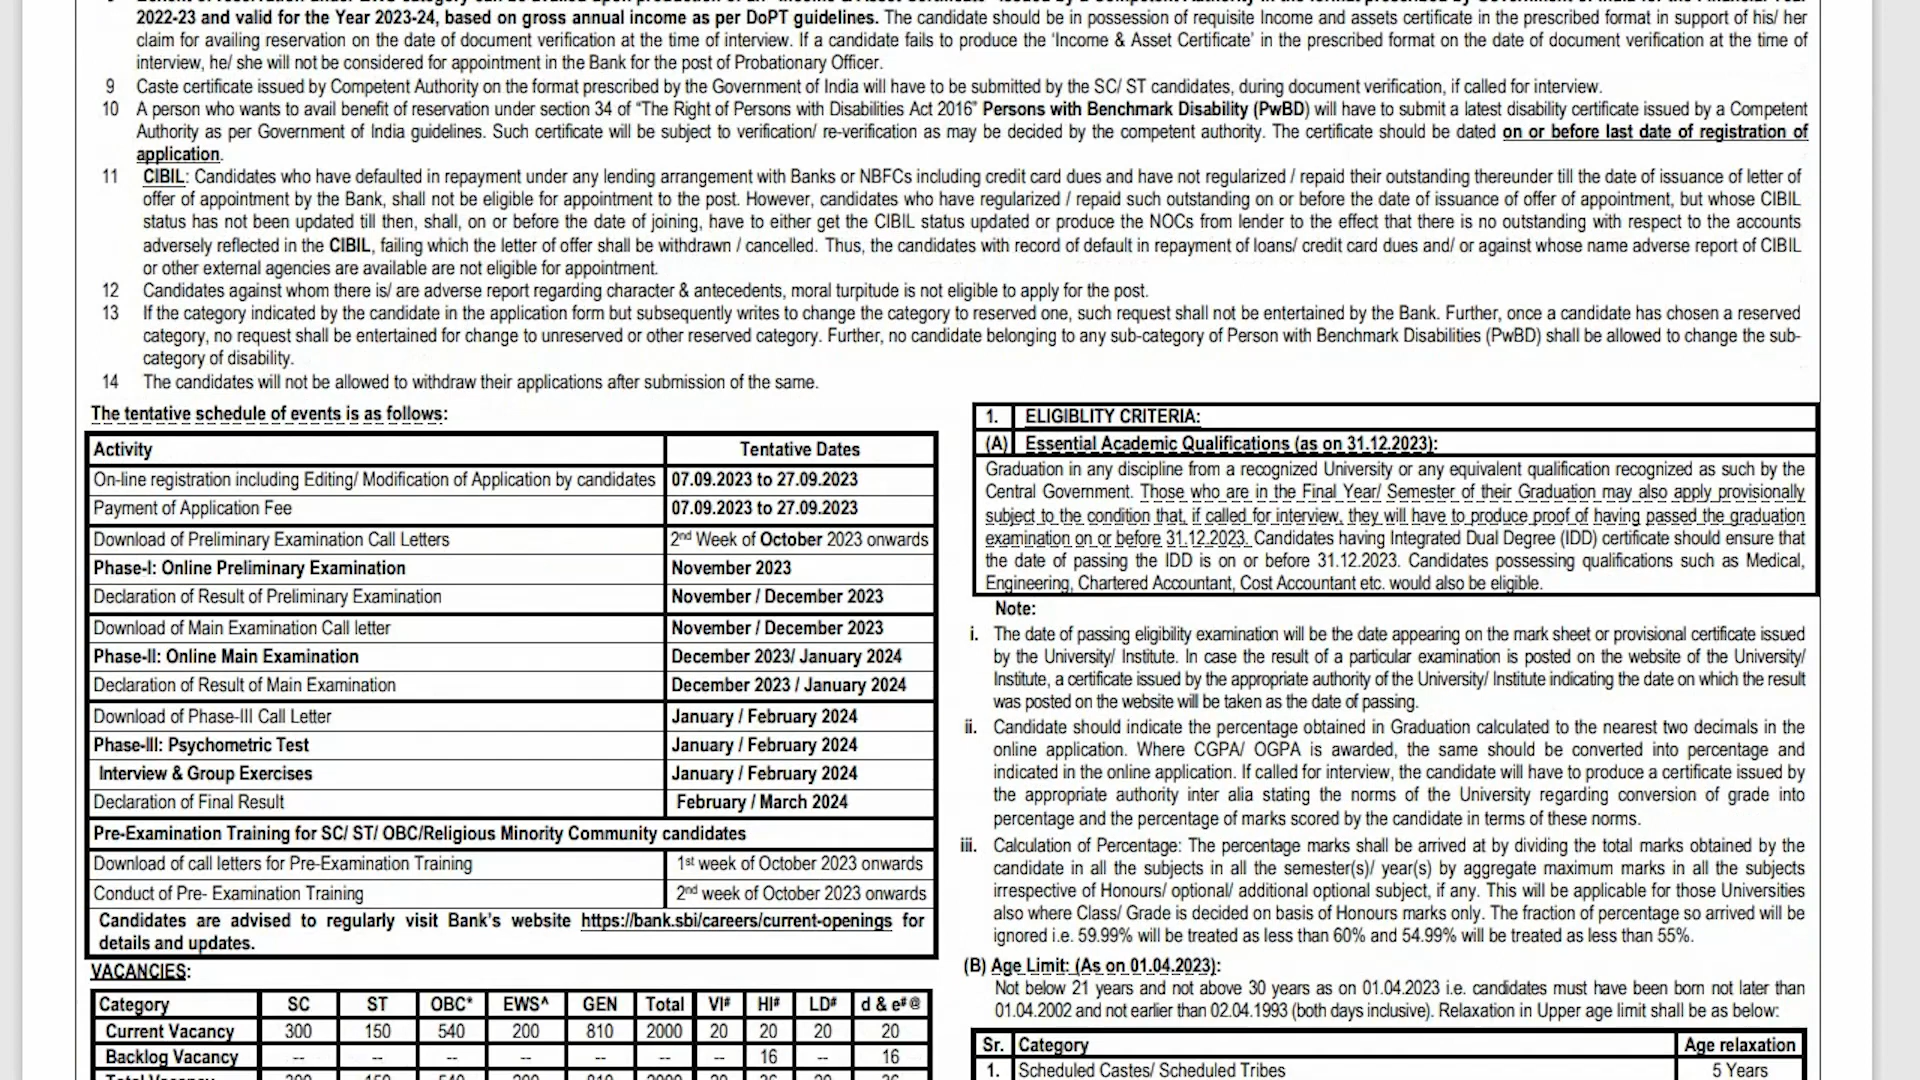 2022-23 and valid for the Year 2023-24, based on gross annual income as per DoPT guidelines. The candidate should be in possession of requisite Income and assets certificate in the prescribed format in support of his/ her
claim for availing reservation on the date of document verification at the time of interview. If a candidate fails to produce the ‘Income & Asset Certificate’ in the prescribed format on the date of document verification at the time of
interview, he/ she will not be considered for appointment in the Bank for the post of Probationary Officer.
9 Caste certificate issued by Competent Authority on the format prescribed by the Government of India will have to be submitted by the SC/ ST candidates, during document verification, if called for interview.
10 A person who wants to avail benefit of reservation under section 34 of “The Right of Persons with Disabilities Act 2016” Persons with Benchmark Disability (PwBD) will have to submit a latest disability certificate issued by a Competent
Authority as per Government of India guidelines. Such certificate will be subject to verification/ re-verification as may be decided by the competent authority. The certificate should be dated on or before last date of registration of
application.
11 CIBIL: Candidates who have defaulted in repayment under any lending arrangement with Banks or NBFCs including credit card dues and have not regularized / repaid their outstanding thereunder till the date of issuance of letter of
offer of appointment by the Bank, shall not be eligible for appointment to the post. However, candidates who have regularized / repaid such outstanding on or before the date of issuance of offer of appointment, but whose CIBIL
status has not been updated till then, shall, on or before the date of joining, have to either get the CIBIL status updated or produce the NOCs from lender to the effect that there is no outstanding with respect to the accounts
adversely reflected in the CIBIL, failing which the letter of offer shall be withdrawn / cancelled. Thus, the candidates with record of default in repayment of loans/ credit card dues and/ or against whose name adverse report of CIBIL
or other external agencies are available are not eligible for appointment.
12 Candidates against whom there is/ are adverse report regarding character & antecedents, moral turpitude is not eligible to apply for the post.
13 If the category indicated by the candidate in the application form but subsequently writes to change the category to reserved one, such request shall not be entertained by the Bank. Further, once a candidate has chosen a reserved
category, no request shall be entertained for change to unreserved or other reserved category. Further, no candidate belonging to any sub-category of Person with Benchmark Disabilities (PwBD) shall be allowed to change the sub-
category of disability.
14 The candidates will not be allowed to withdraw their applications after submission of the same.
The tentative schedule of events is as follows:
Activity Tentative Dates
On-line registration including Editing/ Modification of Application by candidates 07.09.2023 to 27.09.2023
Payment of Application Fee 07.09.2023 to 27.09.2023
Download of Preliminary Examination Call Letters 2nd Week of October 2023 onwards
Phase-I: Online Preliminary Examination November 2023
Declaration of Result of Preliminary Examination November / December 2023
Download of Main Examination Call letter November / December 2023
Phase-II: Online Main Examination December 2023/ January 2024
Declaration of Result of Main Examination December 2023 / January 2024
Download of Phase-III Call Letter January / February 2024
Phase-III: Psychometric Test January / February 2024
Interview & Group Exercises January / February 2024
Declaration of Final Result February / March 2024
Pre-Examination Training for SC/ ST/ OBC/Religious Minority Community candidates
Download of call letters for Pre-Examination Training 1st week of October 2023 onwards
Conduct of Pre- Examination Training 2nd week of October 2023 onwards
Candidates are advised to regularly visit Bank’s website https://bank.sbi/careers/current-openings for
details and updates.
VACANCIES:
Category SC ST OBC* EWS^ GEN Total VI# HI# LD# d & e#@
Current Vacancy 300 150 540 200 810 2000 20 20 20 20
Backlog Vacancy -- -- -- -- -- -- -- 16 -- 16
1. ELIGIBLITY CRITERIA:
(A) Essential Academic Qualifications (as on 31.12.2023):
Graduation in any discipline from a recognized University or any equivalent qualification recognized as such by the
Central Government. Those who are in the Final Year/ Semester of their Graduation may also apply provisionally
subject to the condition that, if called for interview, they will have to produce proof of having passed the graduation
examination on or before 31.12.2023. Candidates having Integrated Dual Degree (IDD) certificate should ensure that
the date of passing the IDD is on or before 31.12.2023. Candidates possessing qualifications such as Medical,
Engineering, Chartered Accountant, Cost Accountant etc. would also be eligible.
Note:
i. The date of passing eligibility examination will be the date appearing on the mark sheet or provisional certificate issued
by the University/ Institute. In case the result of a particular examination is posted on the website of the University/
Institute, a certificate issued by the appropriate authority of the University/ Institute indicating the date on which the result
was posted on the website will be taken as the date of passing.
ii. Candidate should indicate the percentage obtained in Graduation calculated to the nearest two decimals in the
online application. Where CGPA/ OGPA is awarded, the same should be converted into percentage and
indicated in the online application. If called for interview, the candidate will have to produce a certificate issued by
the appropriate authority inter alia stating the norms of the University regarding conversion of grade into
percentage and the percentage of marks scored by the candidate in terms of these norms.
iii. Calculation of Percentage: The percentage marks shall be arrived at by dividing the total marks obtained by the
candidate in all the subjects in all the semester(s)/ year(s) by aggregate maximum marks in all the subjects
irrespective of Honours/ optional/ additional optional subject, if any. This will be applicable for those Universities
also where Class/ Grade is decided on basis of Honours marks only. The fraction of percentage so arrived will be
ignored i.e. 59.99% will be treated as less than 60% and 54.99% will be treated as less than 55%.
(B) Age Limit: (As on 01.04.2023):
Not below 21 years and not above 30 years as on 01.04.2023 i.e. candidates must have been born not later than
01.04.2002 and not earlier than 02.04.1993 (both days inclusive). Relaxation in Upper age limit shall be as below:
Sr. Category Age relaxation
1. Scheduled Castes/ Scheduled Tribes 5 Years